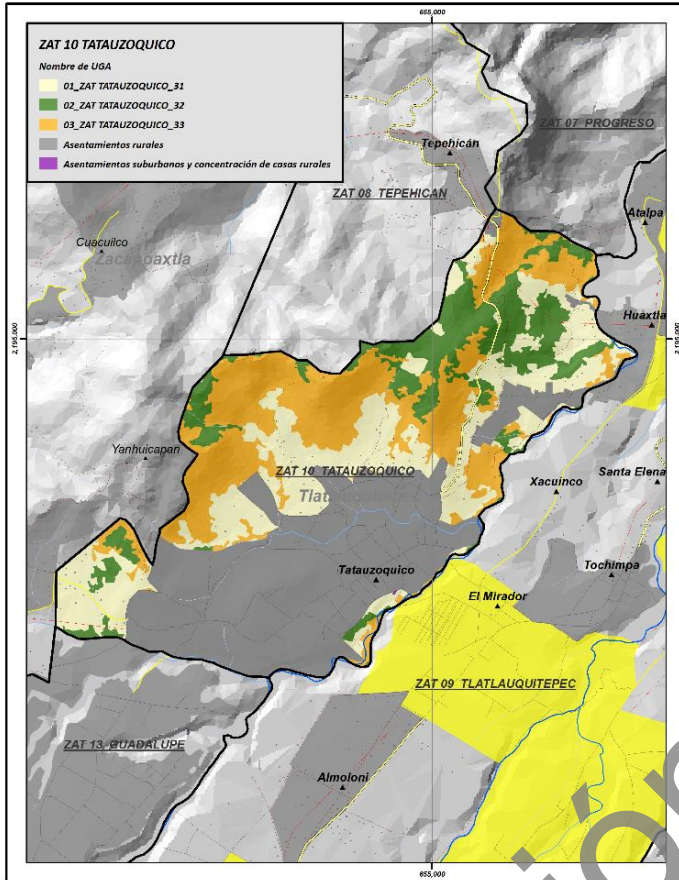 655,000
ZAT 10 TATAUZOQUICO
Nombre de UGA
01_ZAT TATAUZOQUICO_31
02_ZAT TATAUZOQUICO_32
03_ZAT TATAUZOQUICO_33
Asentamientos rurales
Asentamientos suburbanos y concentración de casas rurales
ZAT 07 PROGRESO
Tepehicán
ZAT 08 TEPEHICAN
Atalpa
Cuacuilco
Zacapoaxtla
Huaxtla
2,195,000
2,195,000
Yanhuicapan
ZAT 10 TATAUZOQUICO
Santa Elena
Xacuinco
Tatauzoquico
Tochimpa
El Mirador
ZAT 09 TLATLAUQUITEPEC
ZAT 13 GUADALUPE
Almoloni
655,000